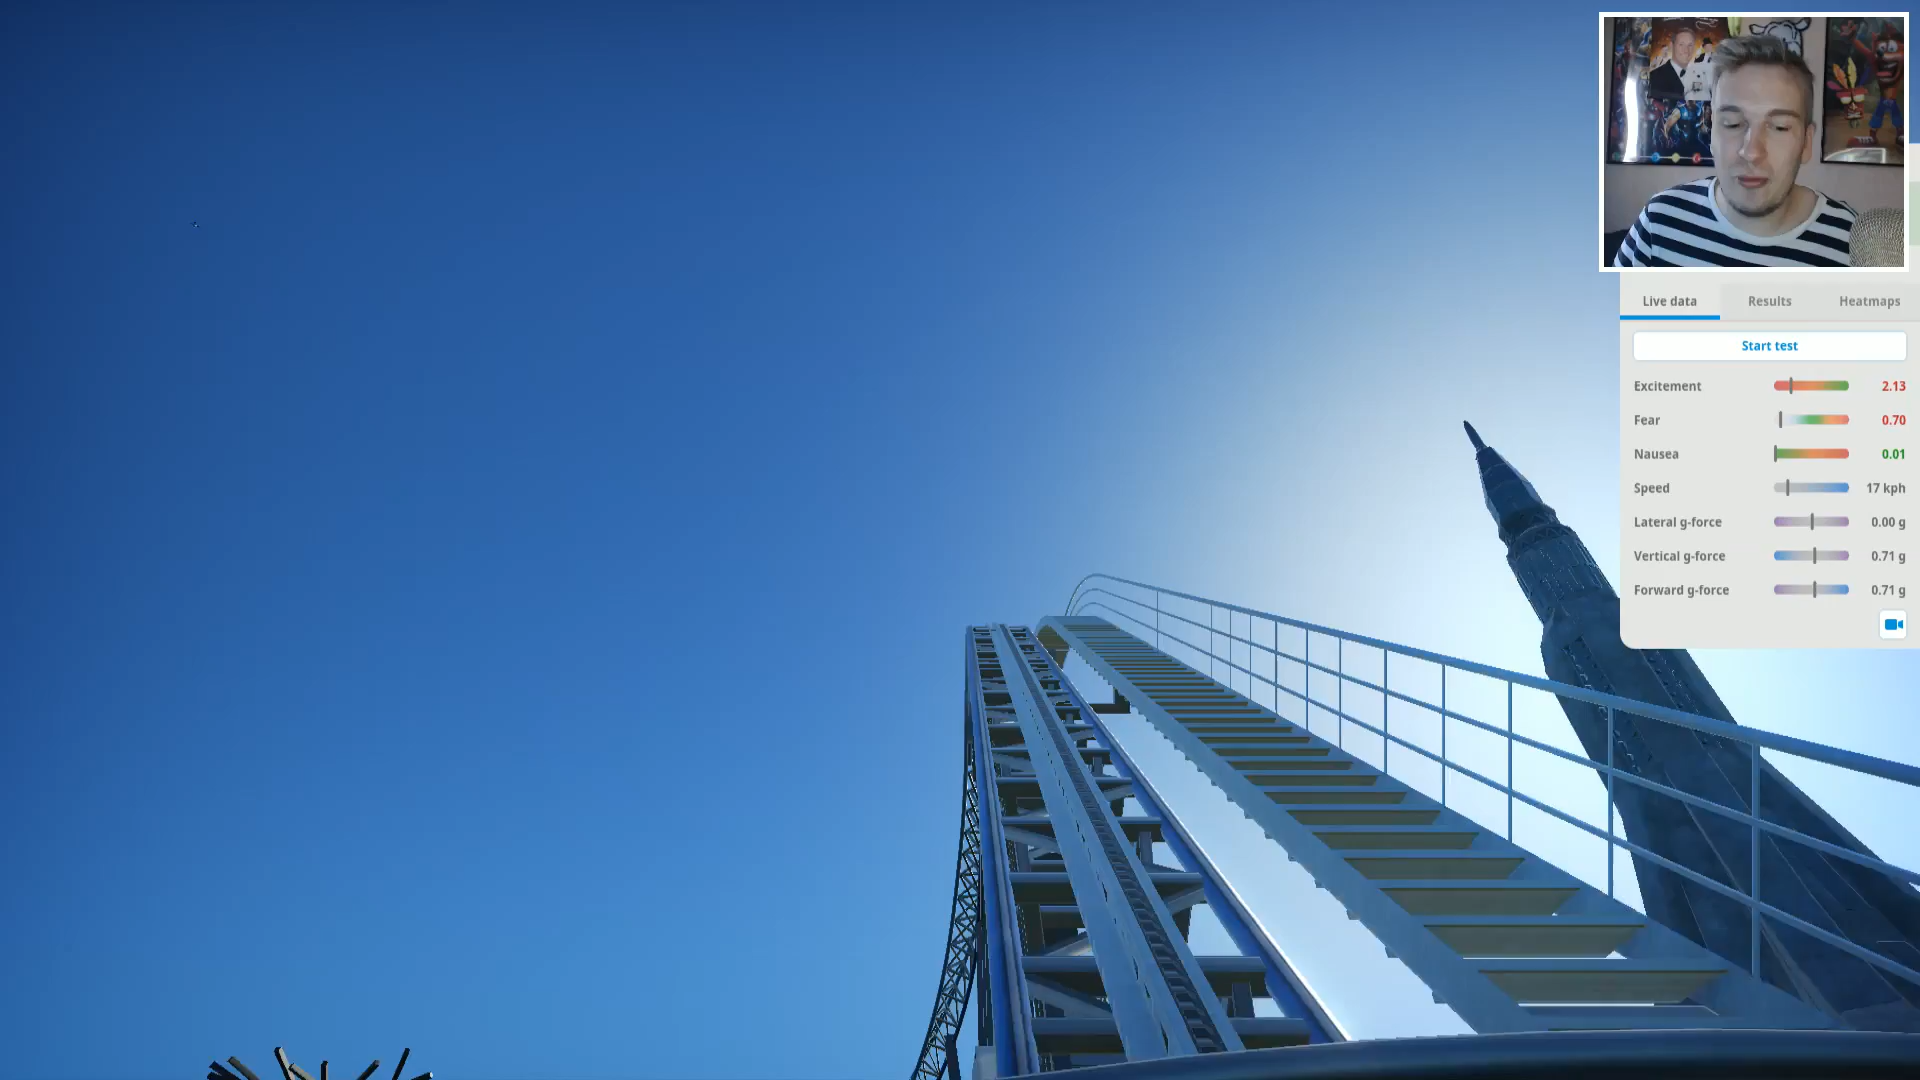 Live data
Results
Heatmaps
Start test
Excitement 2.13
Fear 0.70
Nausea 0.01
Speed 17 kph
Lateral g-force 0.00 g
Vertical g-force 0.71 g
Forward g-force 0.71 g